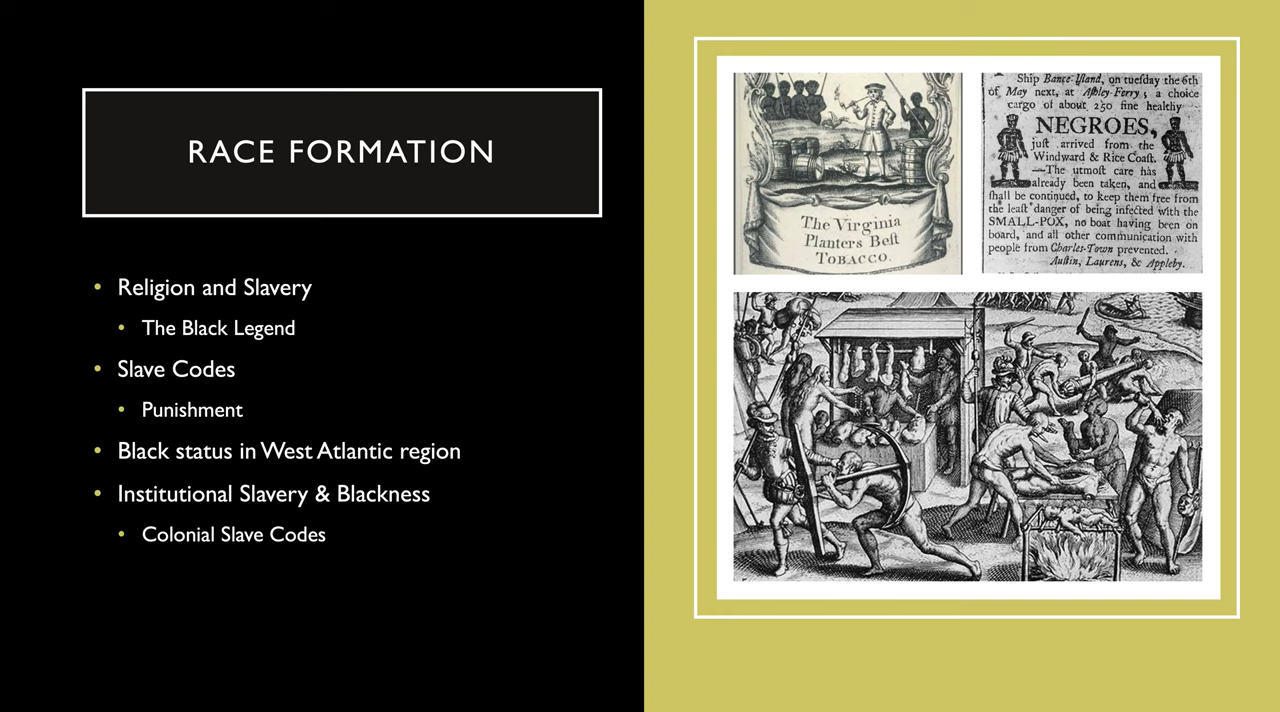 RACE FORMATION
• Religion and Slavery
• The Black Legend
• Slave Codes
• Punishment
• Black status in West Atlantic region
• Institutional Slavery & Blackness
• Colonial Slave Codes
The Virginia
Planters Beſt
TOBACCO.
Ship Bance-Iſland, on tueſday the 6th
of May next, at Aſhley-Ferry; a choice
cargo of about 250 fine healthy
NEGROES,
juſt arrived from the
Windward & Rice Coaſt.
—The utmoſt care has
already been taken, and
ſhall be continued, to keep them free from
the leaſt danger of being infected with the
SMALL-POX, no boat having been on
board, and all other communication with
people from Charles-Town prevented.
Auſtin, Laurens, & Appleby.